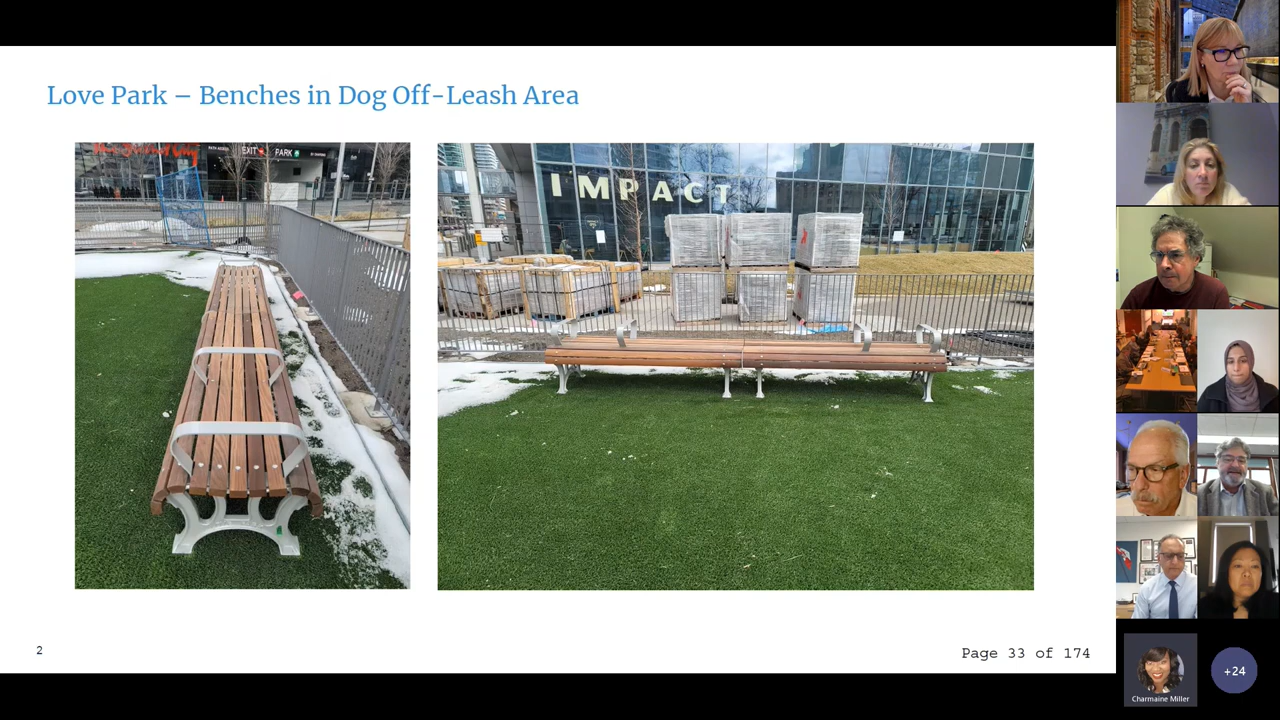 Love Park – Benches in Dog Off-Leash Area
EXIT
PARK
IMPACT
2
Page 33 of 174
Charmaine Miller
+24